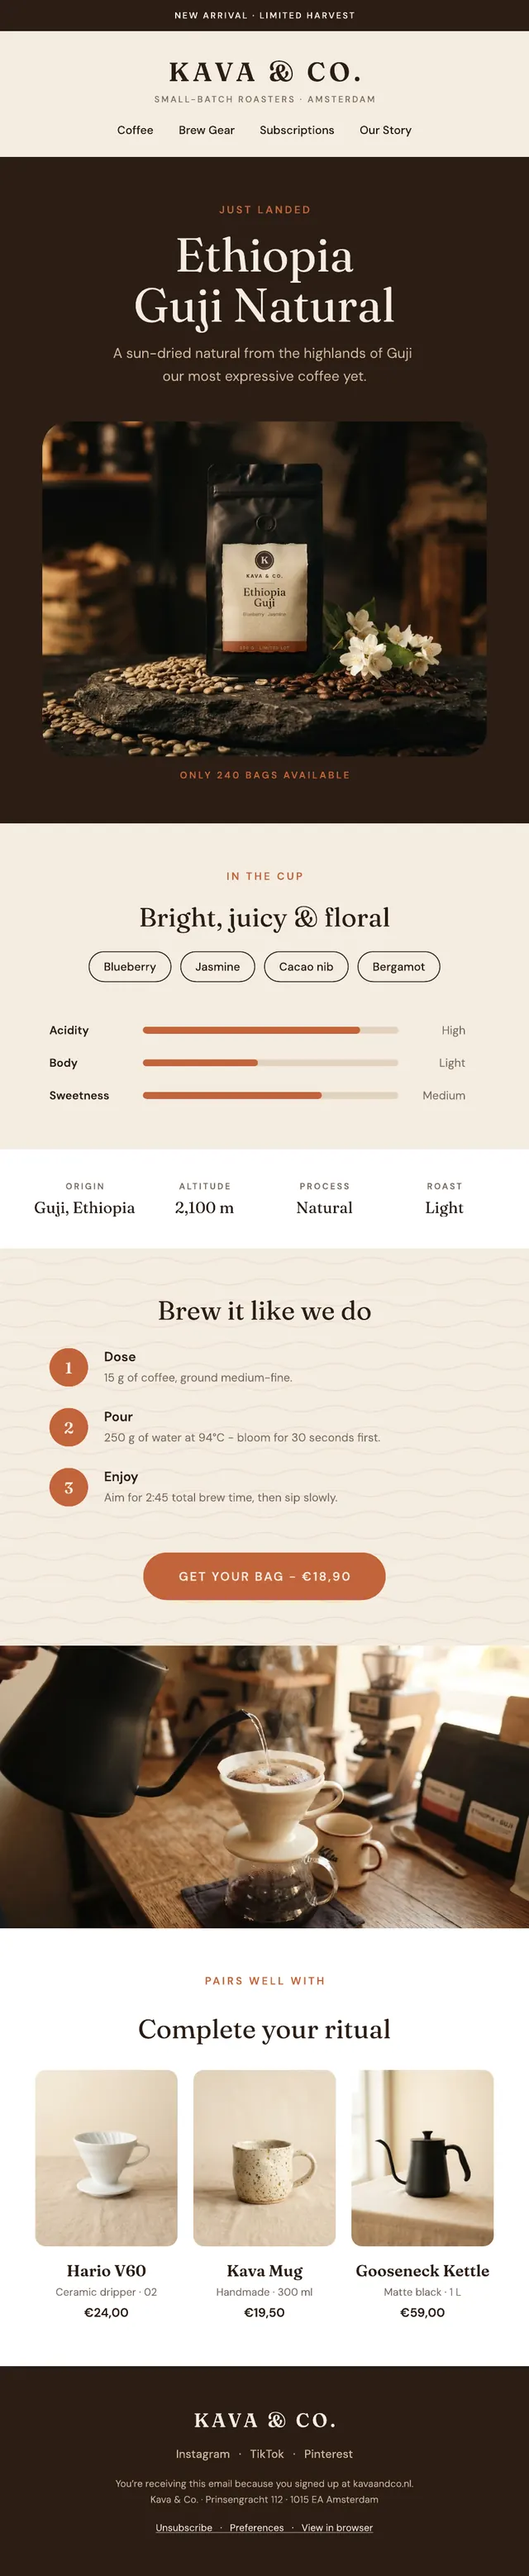 NEW ARRIVAL · LIMITED HARVEST
KAVA & CO.
SMALL-BATCH ROASTERS · AMSTERDAM
Coffee Brew Gear Subscriptions Our Story
JUST LANDED
Ethiopia
Guji Natural
A sun-dried natural from the highlands of Guji
our most expressive coffee yet.
K
KAVA & CO.
Ethiopia
Guji
Blueberry · Jasmine
ONLY 240 BAGS AVAILABLE
IN THE CUP
Bright, juicy & floral
Blueberry Jasmine Cacao nib Bergamot
Acidity High
Body Light
Sweetness Medium
ORIGIN ALTITUDE PROCESS ROAST
Guji, Ethiopia 2,100 m Natural Light
Brew it like we do
1 Dose
15 g of coffee, ground medium-fine.
2 Pour
250 g of water at 94°C - bloom for 30 seconds first.
3 Enjoy
Aim for 2:45 total brew time, then sip slowly.
GET YOUR BAG - €18,90
PAIRS WELL WITH
Complete your ritual
Hario V60 Kava Mug Gooseneck Kettle
Ceramic dripper · 02 Handmade · 300 ml Matte black · 1 L
€24,00 €19,50 €59,00
KAVA & CO.
Instagram · TikTok · Pinterest
You're receiving this email because you signed up at kavaandco.nl.
Kava & Co. · Prinsengracht 112 · 1015 EA Amsterdam
Unsubscribe · Preferences · View in browser